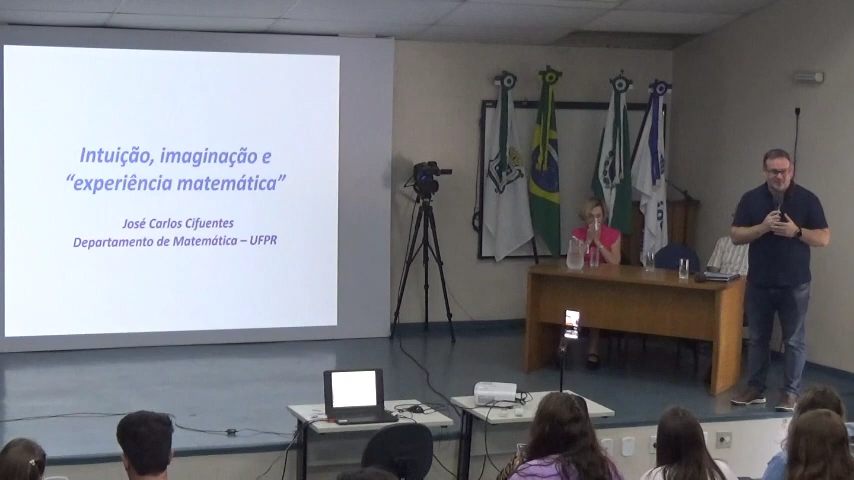 Intuição, imaginação e
“experiência matemática”
José Carlos Cifuentes
Departamento de Matemática – UFPR